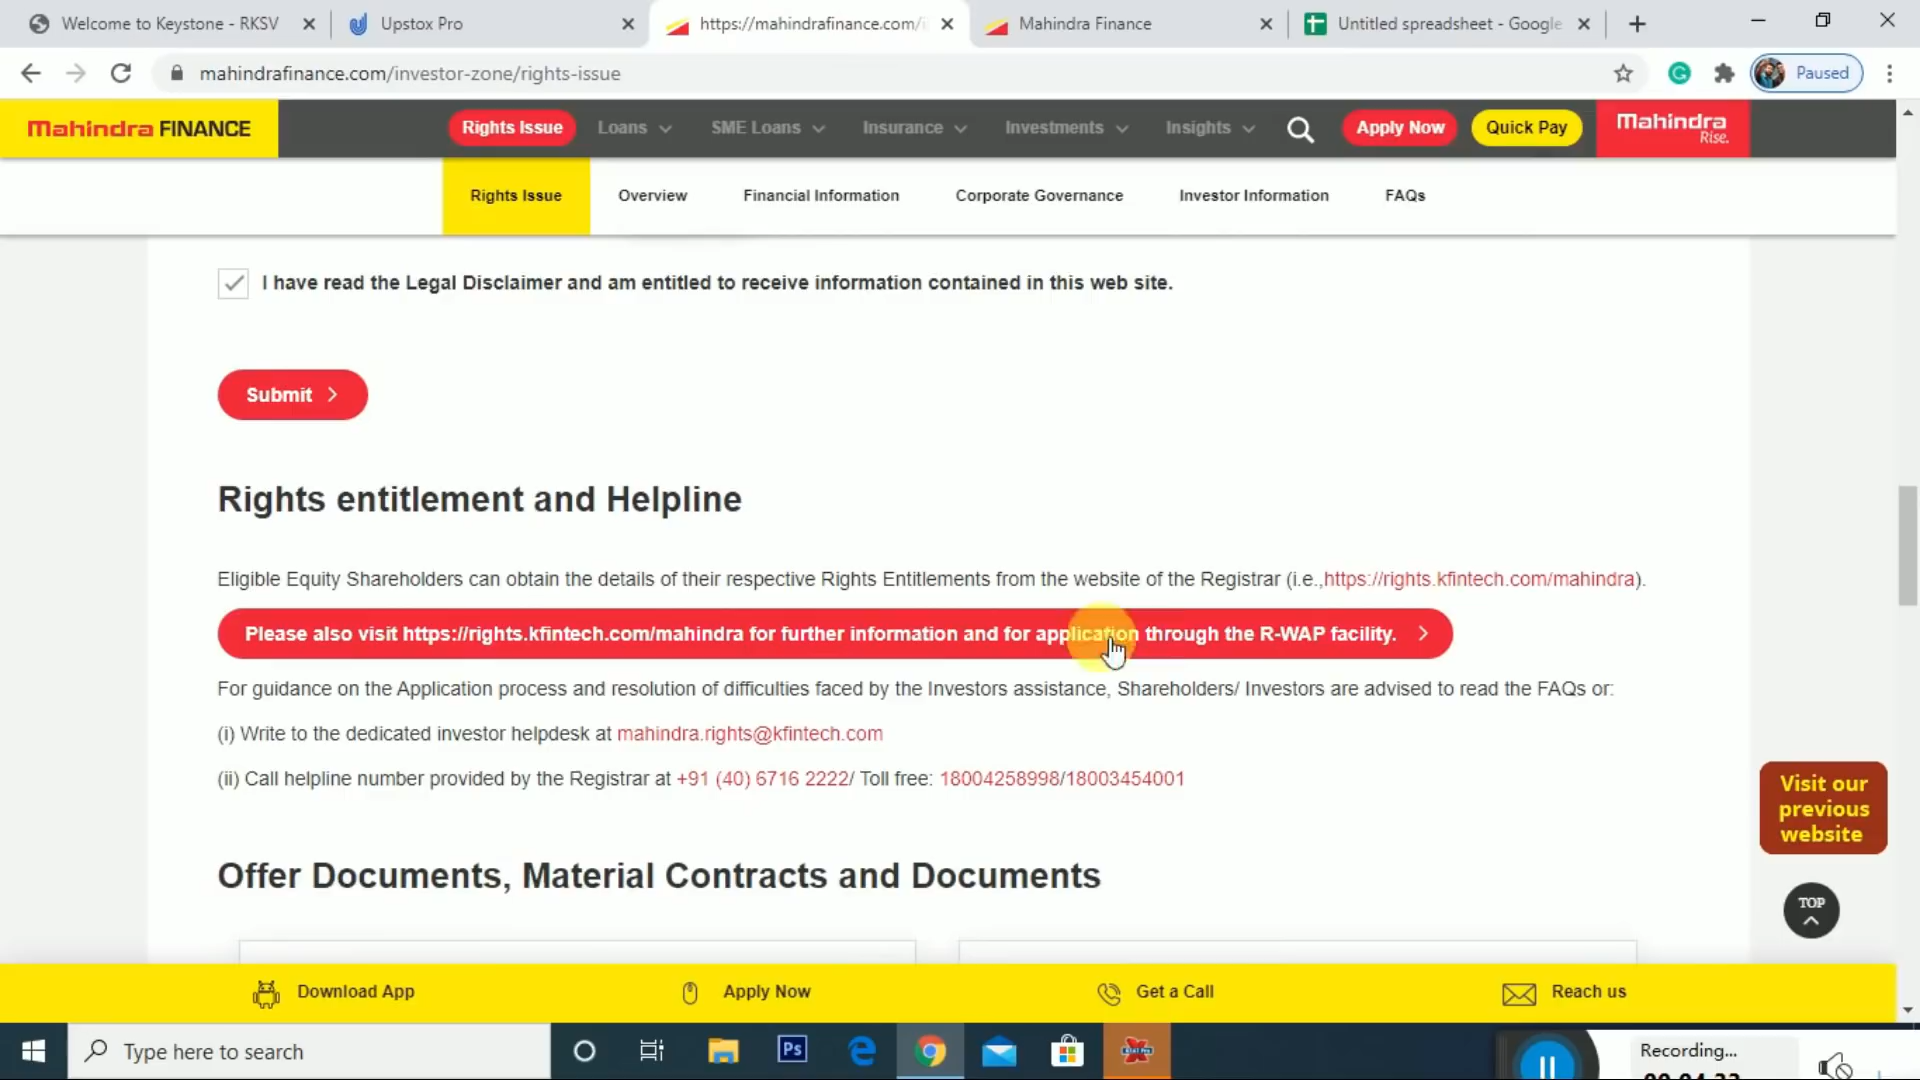 Welcome to Keystone - RKSV
Upstox Pro
https://mahindrafinance.com/i
Mahindra Finance
Untitled spreadsheet - Google
mahindrafinance.com/investor-zone/rights-issue
Paused
Mahindra FINANCE
Rights Issue
Loans
SME Loans
Insurance
Investments
Insights
Apply Now
Quick Pay
Mahindra
Rise.
Rights Issue
Overview
Financial Information
Corporate Governance
Investor Information
FAQs
I have read the Legal Disclaimer and am entitled to receive information contained in this web site.
Submit
Rights entitlement and Helpline
Eligible Equity Shareholders can obtain the details of their respective Rights Entitlements from the website of the Registrar (i.e.,https://rights.kfintech.com/mahindra).
Please also visit https://rights.kfintech.com/mahindra for further information and for application through the R-WAP facility.
For guidance on the Application process and resolution of difficulties faced by the Investors assistance, Shareholders/ Investors are advised to read the FAQs or:
(i) Write to the dedicated investor helpdesk at mahindra.rights@kfintech.com
(ii) Call helpline number provided by the Registrar at +91 (40) 6716 2222/ Toll free: 18004258998/18003454001
Visit our
previous
website
Offer Documents, Material Contracts and Documents
TOP
Download App
Apply Now
Get a Call
Reach us
Type here to search
Ps
Recording...